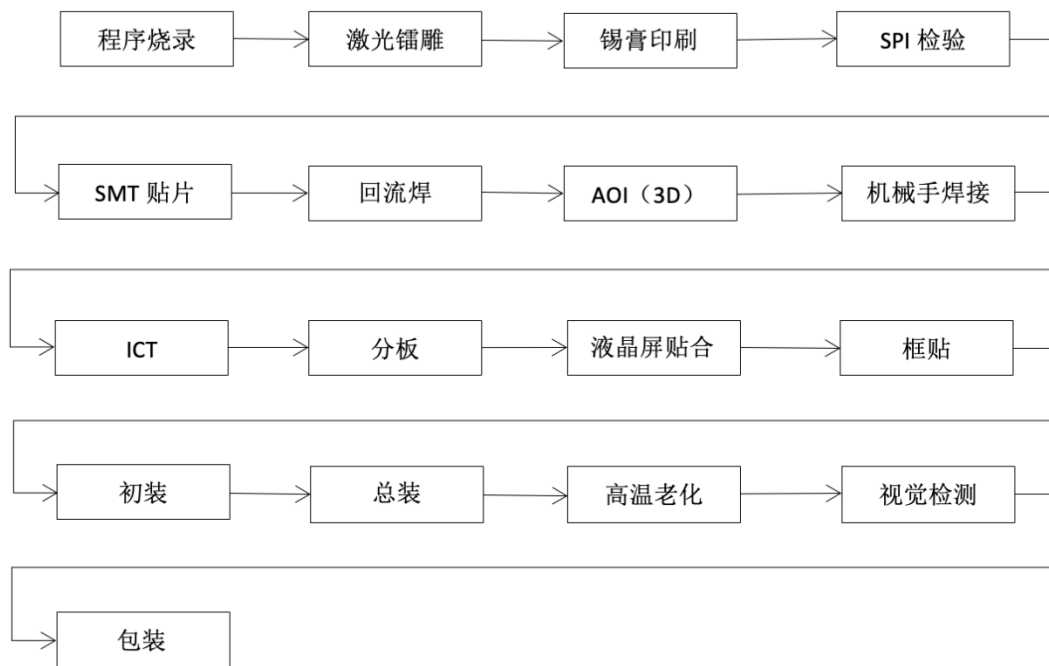 程序烧录 激光镭雕 锡膏印刷 SPI 检验
SMT 贴片 回流焊 AOI（3D） 机械手焊接
ICT 分板 液晶屏贴合 框贴
初装 总装 高温老化 视觉检测
包装